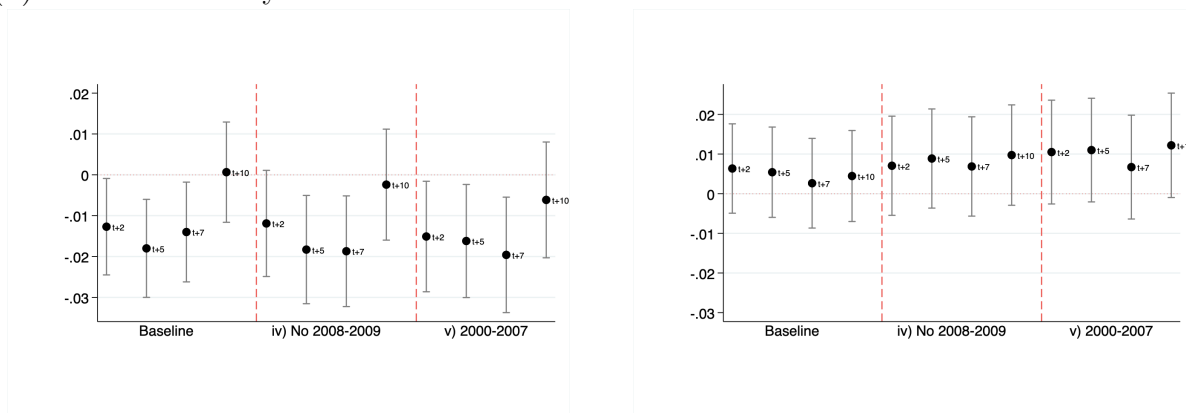 .02
.01
0
-.01
-.02
-.03
t+2
t+5
t+7
t+10
t+2
t+5
t+7
t+10
t+2
t+5
t+7
t+10
Baseline
iv) No 2008-2009
v) 2000-2007
.02
.01
0
-.01
-.02
-.03
t+2
t+5
t+7
t+10
t+2
t+5
t+7
t+10
t+2
t+5
t+7
Baseline
iv) No 2008-2009
v) 2000-2007